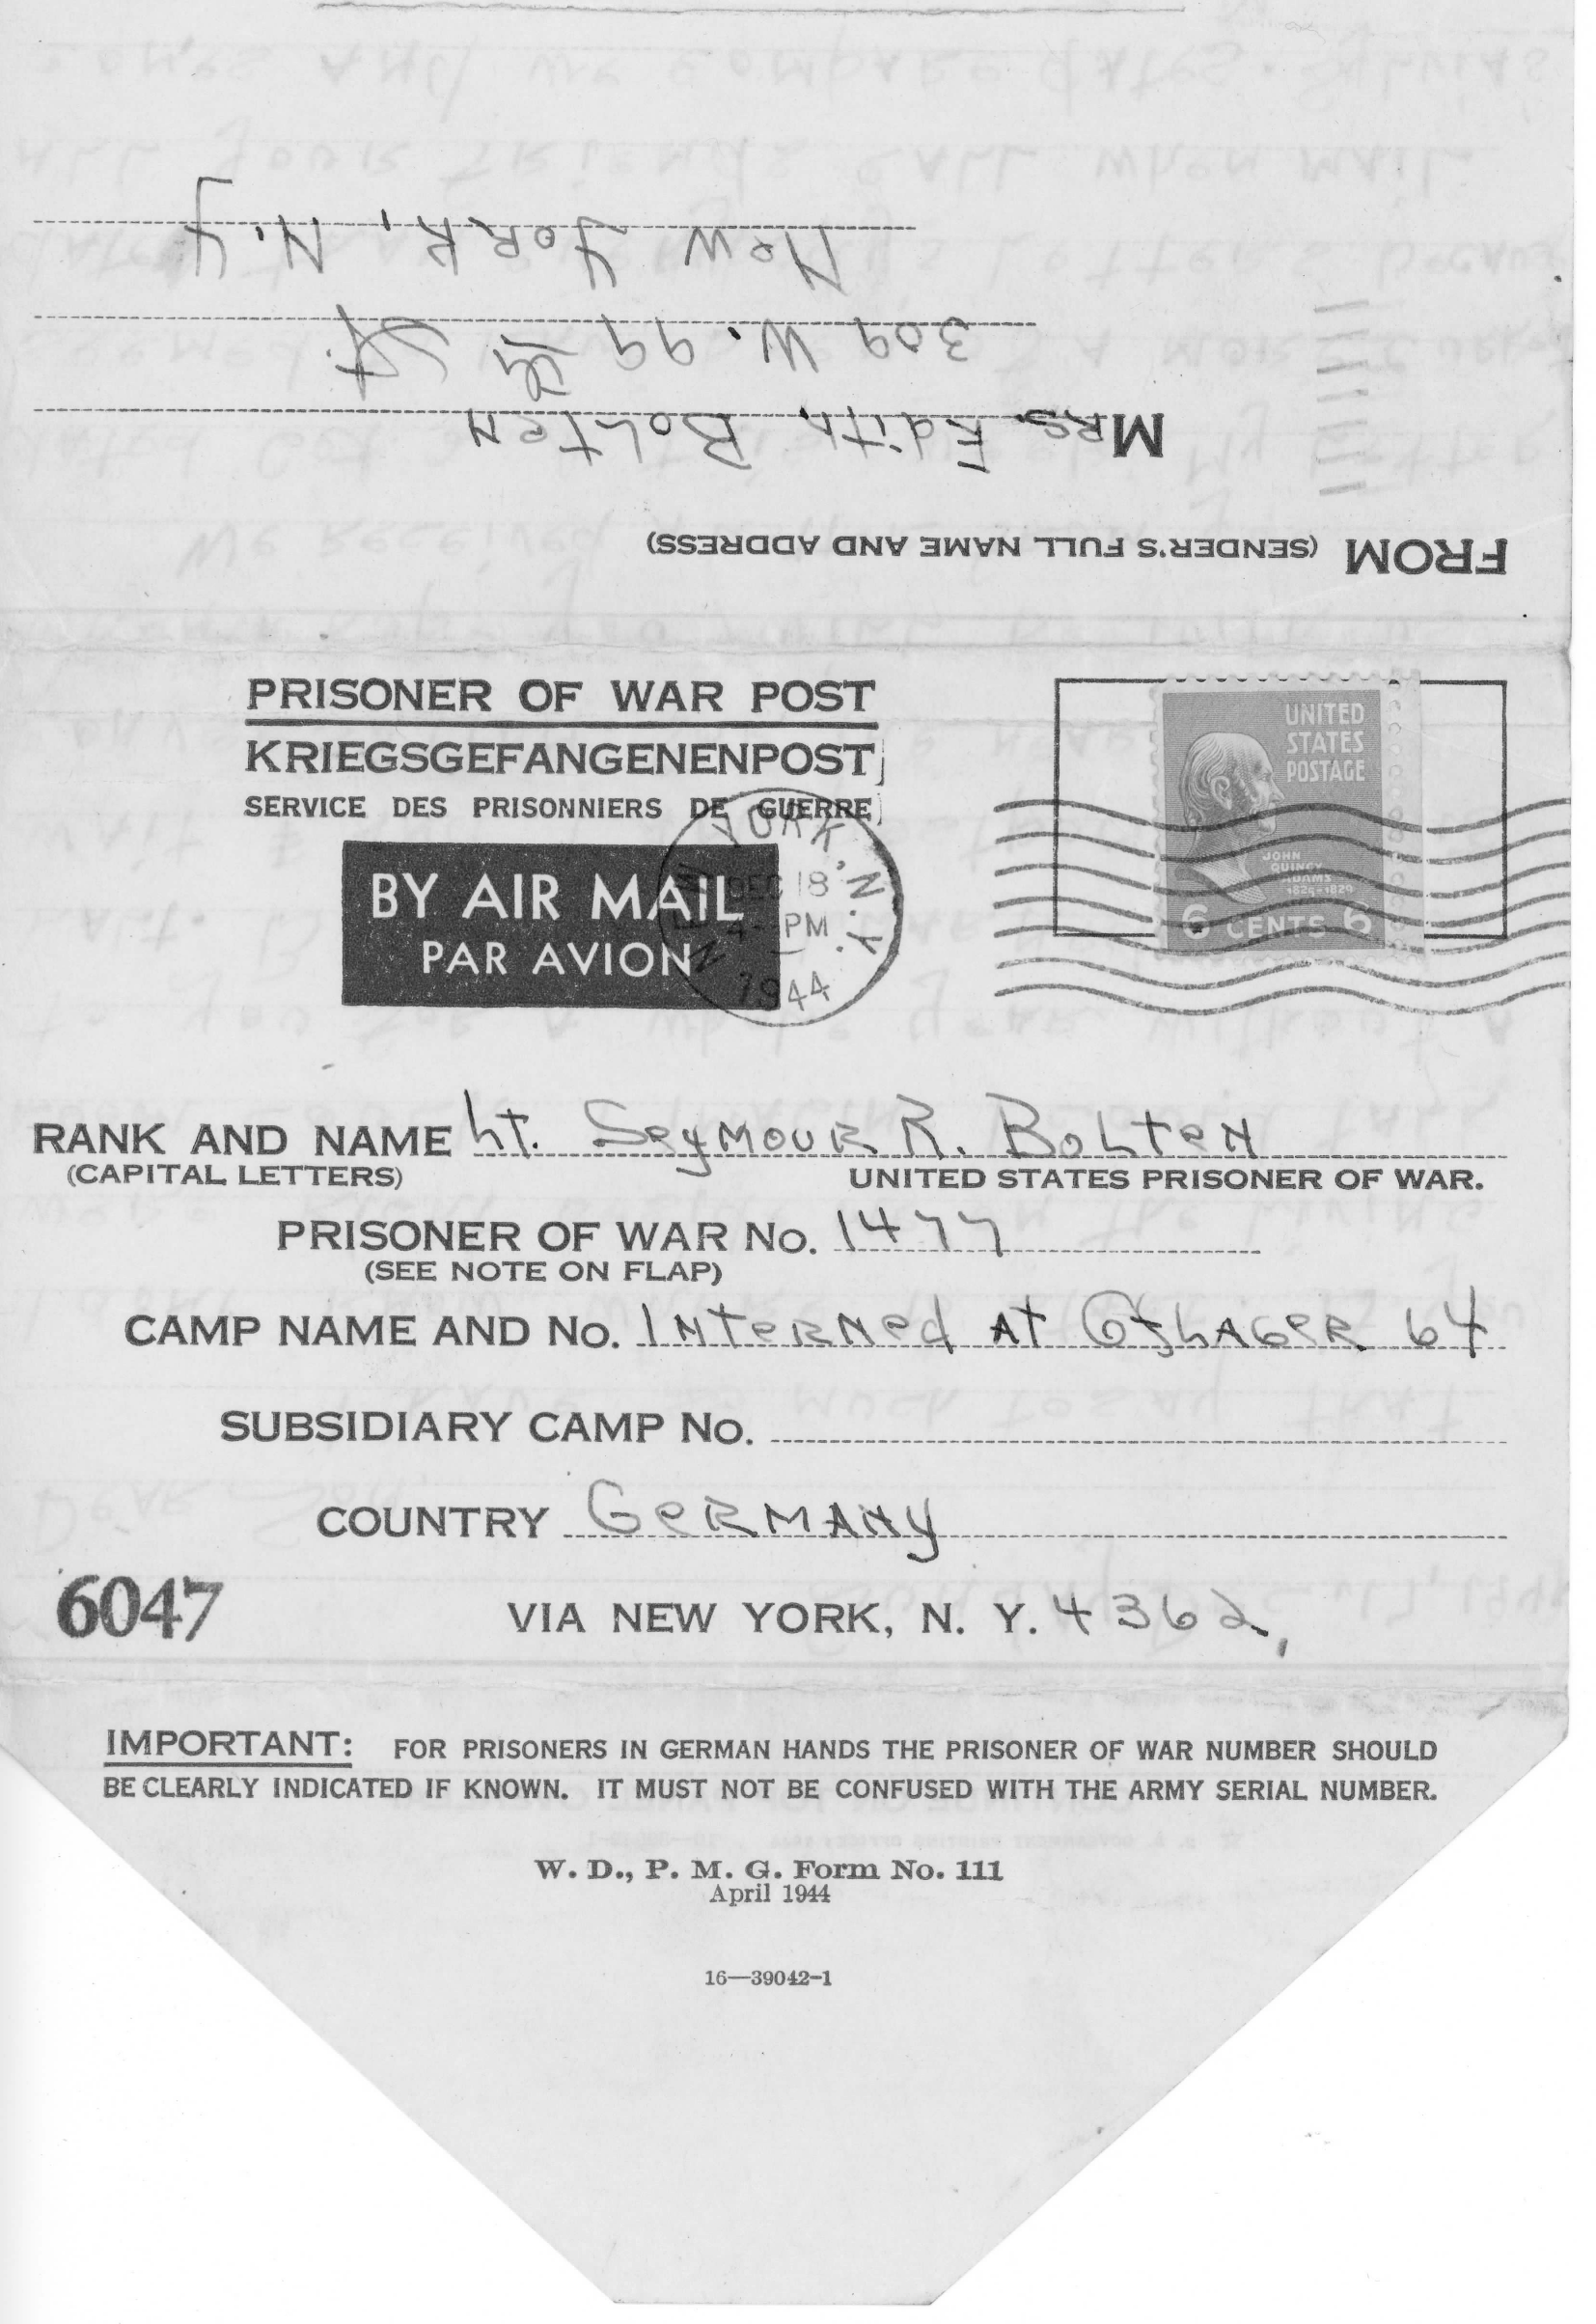 FROM (SENDER'S FULL NAME AND ADDRESS)
Mrs. Edith Bolten
309 W. 99 th St
New York, N.Y
PRISONER OF WAR POST
KRIEGSGEFANGENENPOST
SERVICE DES PRISONNIERS DE GUERRE
BY AIR MAIL
PAR AVION
NEW YORK, N.Y.
DEC 18
4- PM
1944
UNITED
STATES
POSTAGE
JOHN
QUINCY
ADAMS
1825-1829
6 CENTS 6
RANK AND NAME Lt. Seymour R. Bolten
(CAPITAL LETTERS) UNITED STATES PRISONER OF WAR.
PRISONER OF WAR No. 1477
(SEE NOTE ON FLAP)
CAMP NAME AND No. Interned at Oflager 64
SUBSIDIARY CAMP No.
COUNTRY Germany
6047 VIA NEW YORK, N. Y. 4362,
IMPORTANT: FOR PRISONERS IN GERMAN HANDS THE PRISONER OF WAR NUMBER SHOULD
BE CLEARLY INDICATED IF KNOWN. IT MUST NOT BE CONFUSED WITH THE ARMY SERIAL NUMBER.
W. D., P. M. G. Form No. 111
April 1944
16—39042-1